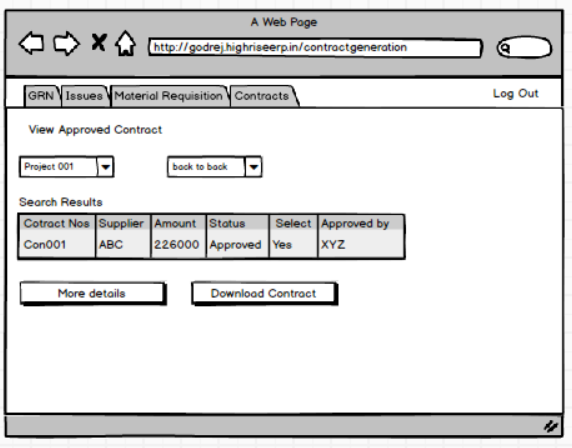 A Web Page
http://godrej.highriseerp.in/contractgeneration
GRN Issues Material Requisition Contracts Log Out
View Approved Contract
Project 001 back to back
Search Results
Cotract Nos Supplier Amount Status Select Approved by
Con001 ABC 226000 Approved Yes XYZ
More details Download Contract